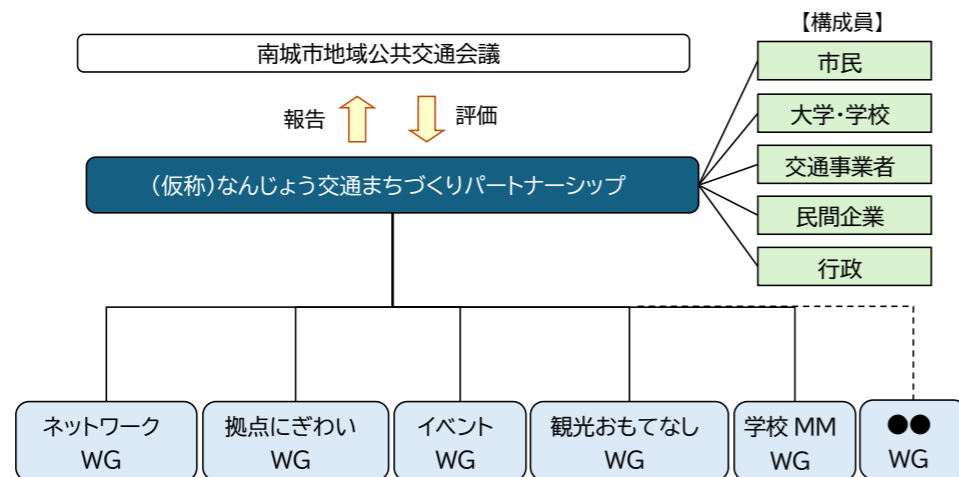 【構成員】
南城市地域公共交通会議
市民
報告
評価
大学・学校
(仮称)なんじょう交通まちづくりパートナーシップ
交通事業者
民間企業
行政
ネットワーク
WG
拠点にぎわい
WG
イベント
WG
観光おもてなし
WG
学校 MM
WG
●●
WG